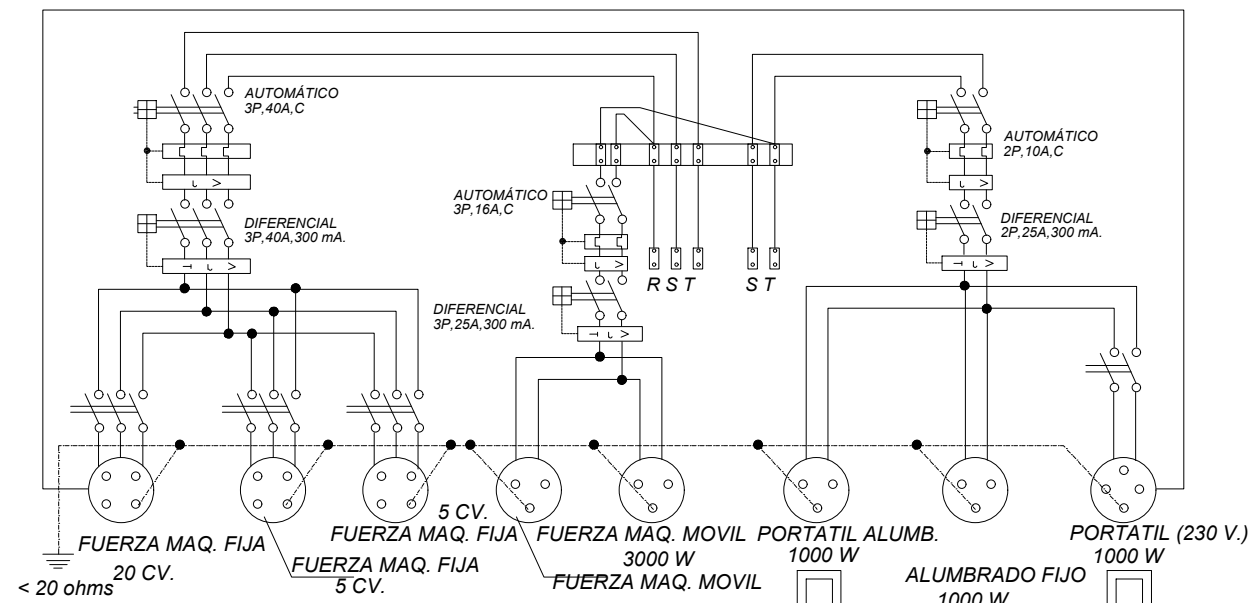 AUTOMÁTICO
3P,40A,C
DIFERENCIAL
3P,40A,300 mA.
AUTOMÁTICO
3P,16A,C
DIFERENCIAL
3P,25A,300 mA.
R S T
S T
AUTOMÁTICO
2P,10A,C
DIFERENCIAL
2P,25A,300 mA.
< 20 ohms
FUERZA MAQ. FIJA
20 CV.
FUERZA MAQ. FIJA
5 CV.
5 CV.
FUERZA MAQ. FIJA
FUERZA MAQ. MOVIL
3000 W
FUERZA MAQ. MOVIL
PORTATIL ALUMB.
1000 W
ALUMBRADO FIJO
1000 W
PORTATIL (230 V.)
1000 W